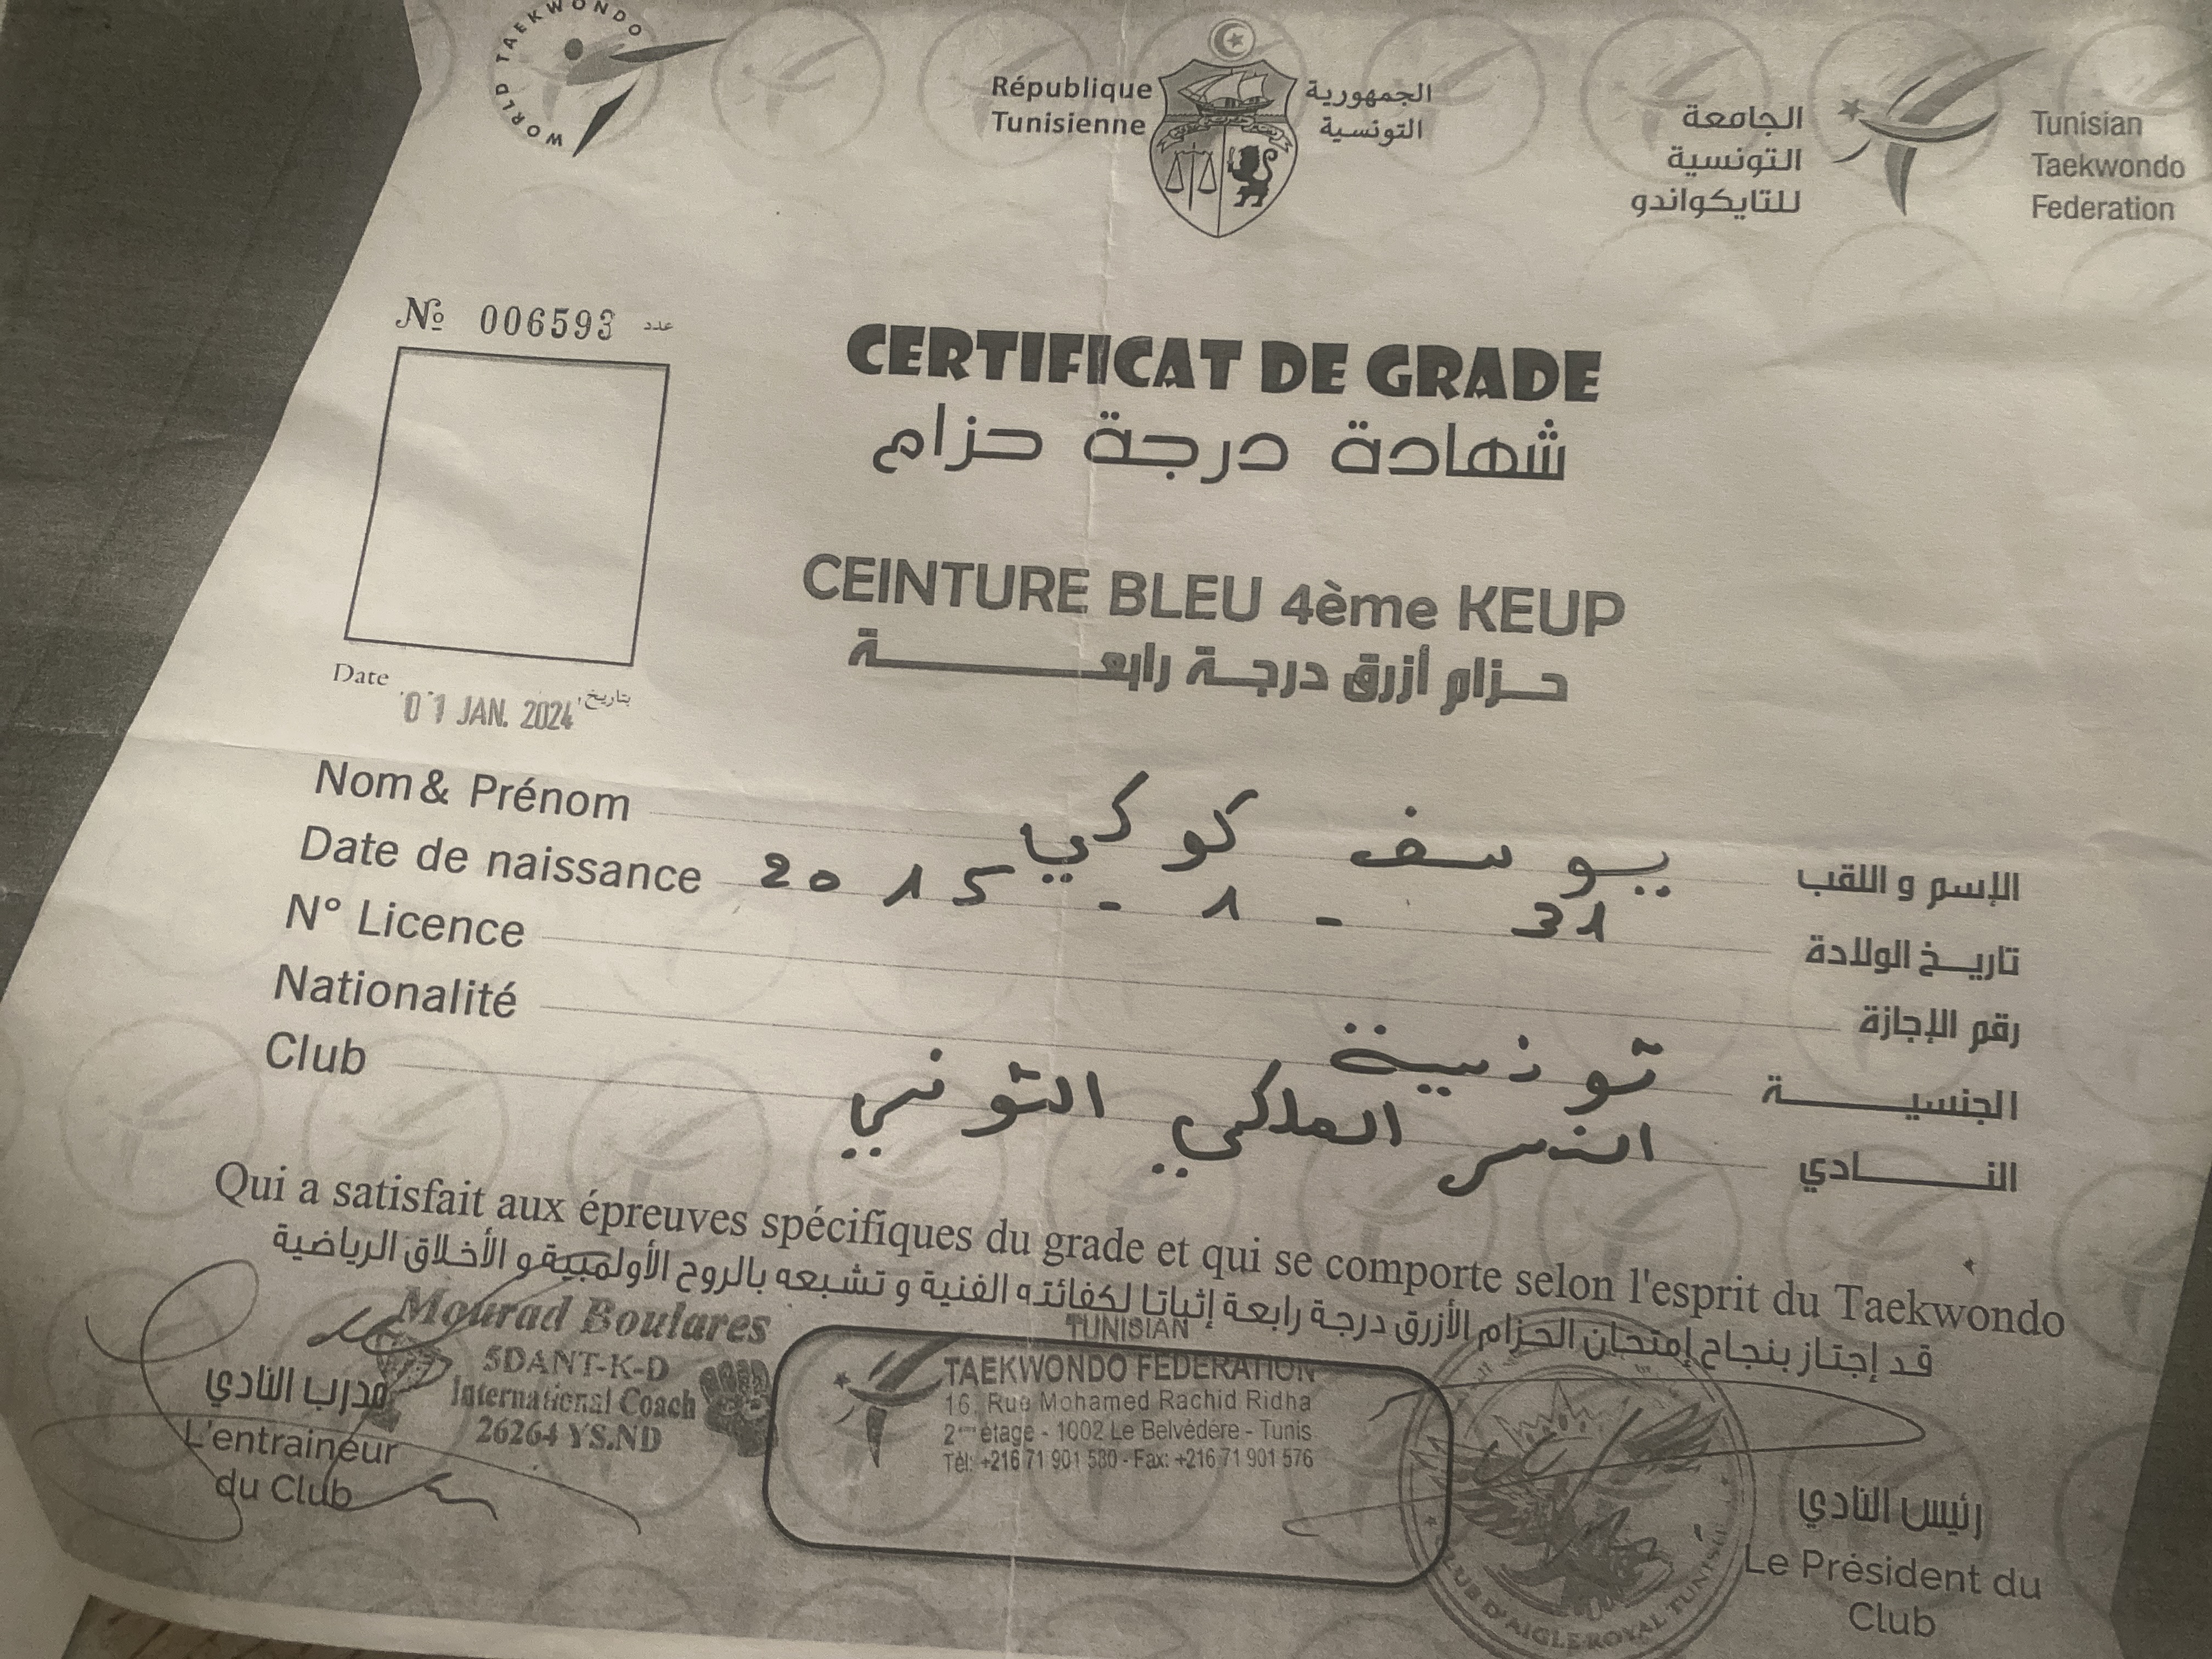 WORLD TAEKWONDO
République Tunisienne
الجمهورية التونسية
الجامعة التونسية للتايكواندو
Tunisian Taekwondo Federation
№ 006593 عدد
CERTIFICAT DE GRADE
شهادة درجة حزام
CEINTURE BLEU 4ème KEUP
حزام أزرق درجة رابعة
Date بتاريخ
01 JAN. 2024
Nom & Prénom يوسف كوكي الإسم و اللقب
Date de naissance 2015 - 1 - 31 تاريخ الولادة
N° Licence رقم الإجازة
Nationalité تونسية الجنسية
Club النسر الملكي التونسي النادي
Qui a satisfait aux épreuves spécifiques du grade et qui se comporte selon l'esprit du Taekwondo
قد إجتاز بنجاح إمتحان الحزام الأزرق درجة رابعة إثباتا لكفائته الفنية و تشبعه بالروح الأولمبية و الأخلاق الرياضية
Mourad Boulares
5DANT-K-D
International Coach
26264 YS.ND
مدرب النادي
L'entraineur
du Club
TUNISIAN
TAEKWONDO FEDERATION
16, Rue Mohamed Rachid Ridha
2ème étage - 1002 Le Belvédère - Tunis
Tél: +216 71 901 580 - Fax: +216 71 901 576
CLUB D'AIGLE ROYAL TUNISIE
رئيس النادي
Le Président du
Club